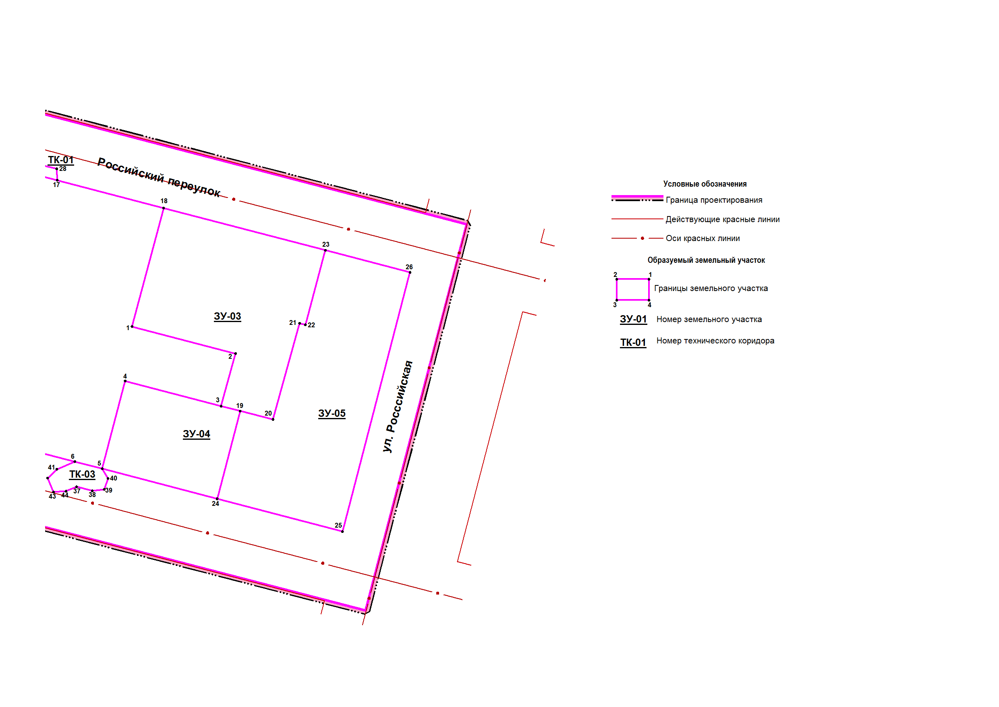 ТК-01
28
17
Российский переулок
18
23
26
ЗУ-03
21
22
1
2
4
3
19
20
ЗУ-05
ул. Российская
ЗУ-04
6
5
41
ТК-03
40
43
44
37
38
39
24
25
Условные обозначения
Граница проектирования
Действующие красные линии
Оси красных линии
Образуемый земельный участок
2
1
Границы земельного участка
3
4
ЗУ-01 Номер земельного участка
ТК-01 Номер технического коридора